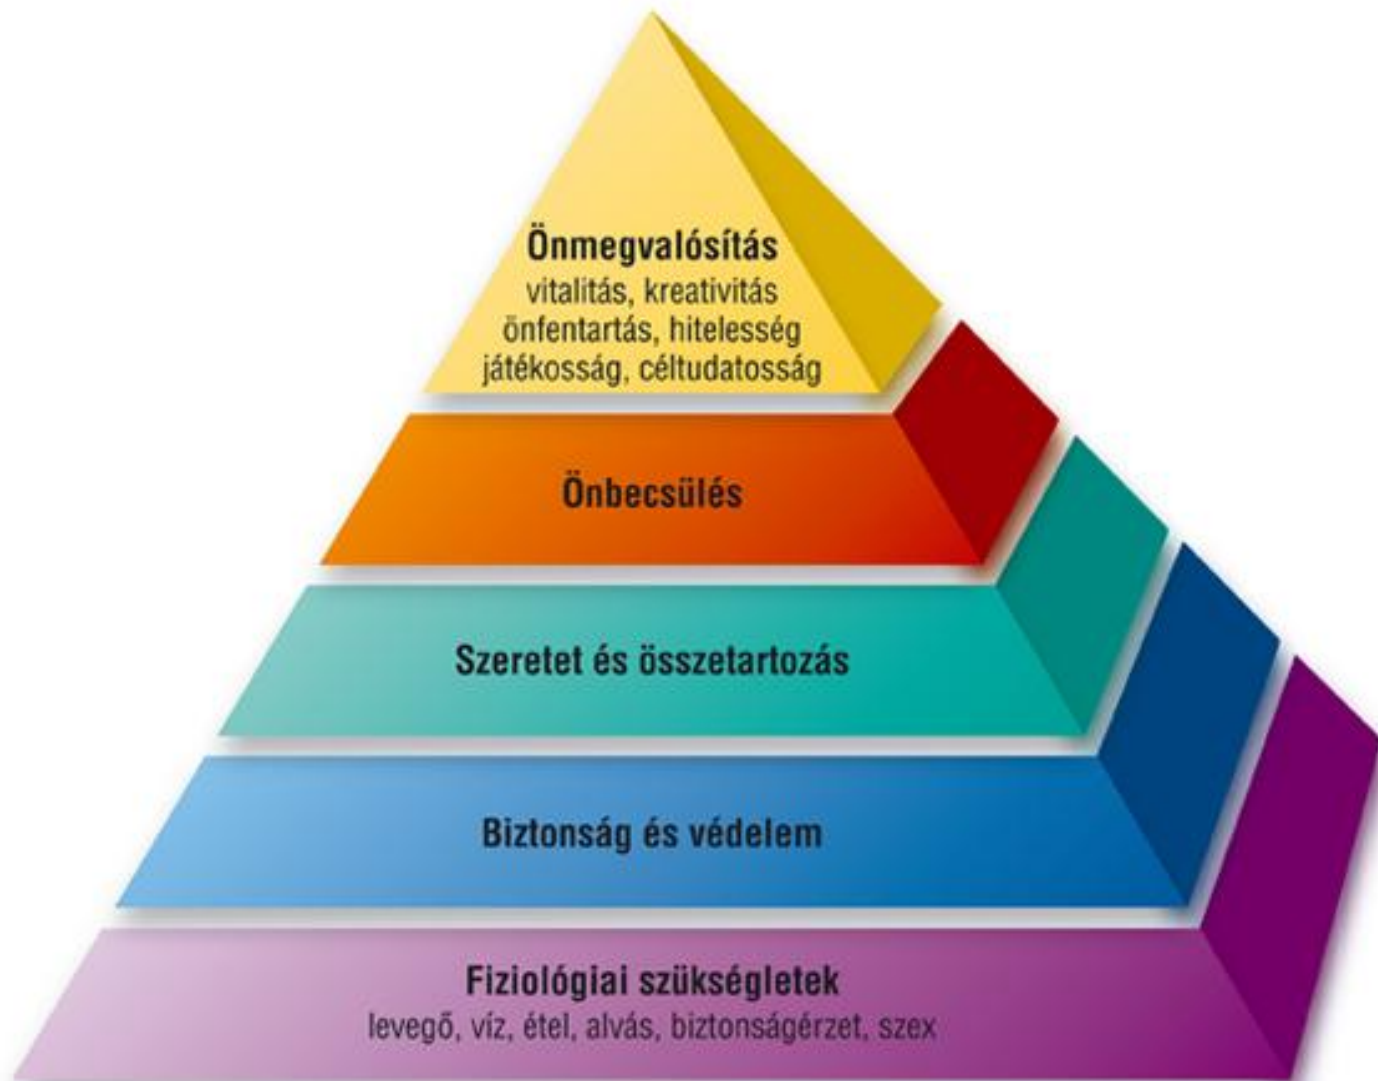 Önmegvalósítás
vitalitás, kreativitás
önfentartás, hitelesség
játékosság, céltudatosság
Önbecsülés
Szeretet és összetartozás
Biztonság és védelem
Fiziológiai szükségletek
levegő, víz, étel, alvás, biztonságérzet, szex